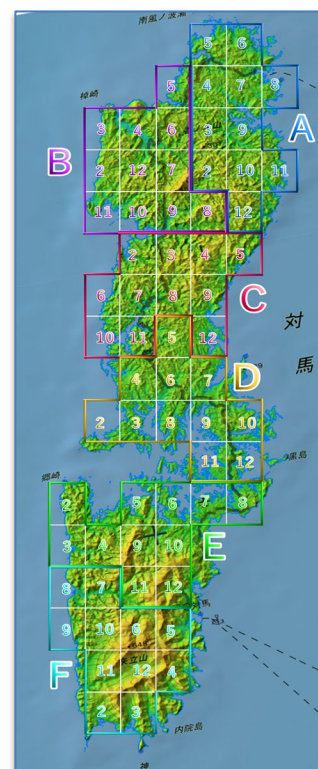 南風ノ波瀬
5 6
棹崎
5 4 7 8
3 4 6 3 9
A
B
2 12 7 2 10 11
11 10 9 8 12
2 3 4 5
6 7 8 9
C
対
10 11 5 12
馬
4 6 7
D
2 3 8 9 10
11 12
黒島
郷崎
2 5 6 7 8
3 4 9 10
E
8 7 11 12
9 10 6 5
F
11 12 4
2 3
内院島
神